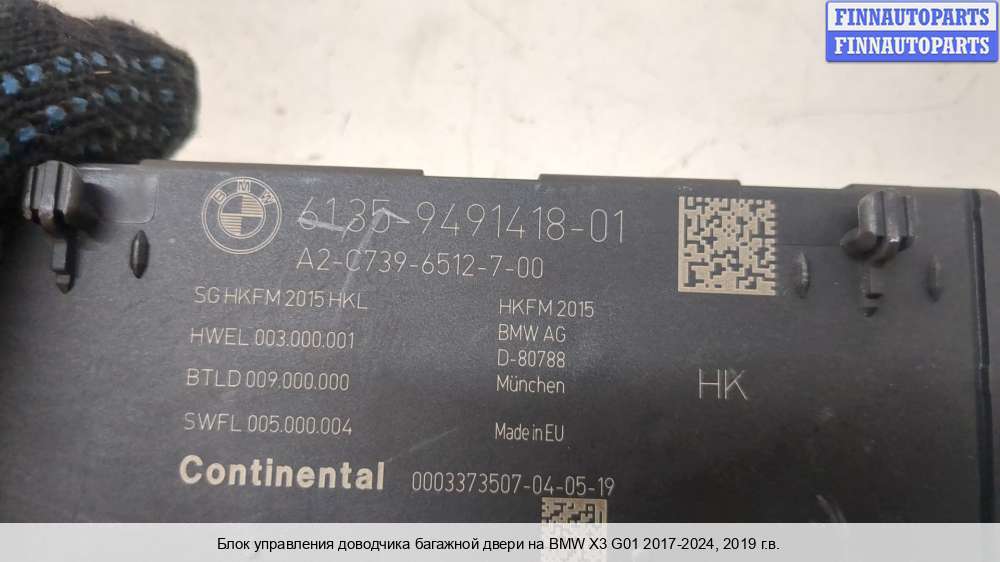 FINNAUTOPARTS
FINNAUTOPARTS
BMW
6135-9491418-01
A2-C739-6512-7-00
SG HKFM 2015 HKL
HWEL 003.000.001
BTLD 009.000.000
SWFL 005.000.004
HKFM 2015
BMW AG
D-80788
München
Made in EU
HK
Continental 0003373507-04-05-19
Блок управления доводчика багажной двери на BMW X3 G01 2017-2024, 2019 г.в.